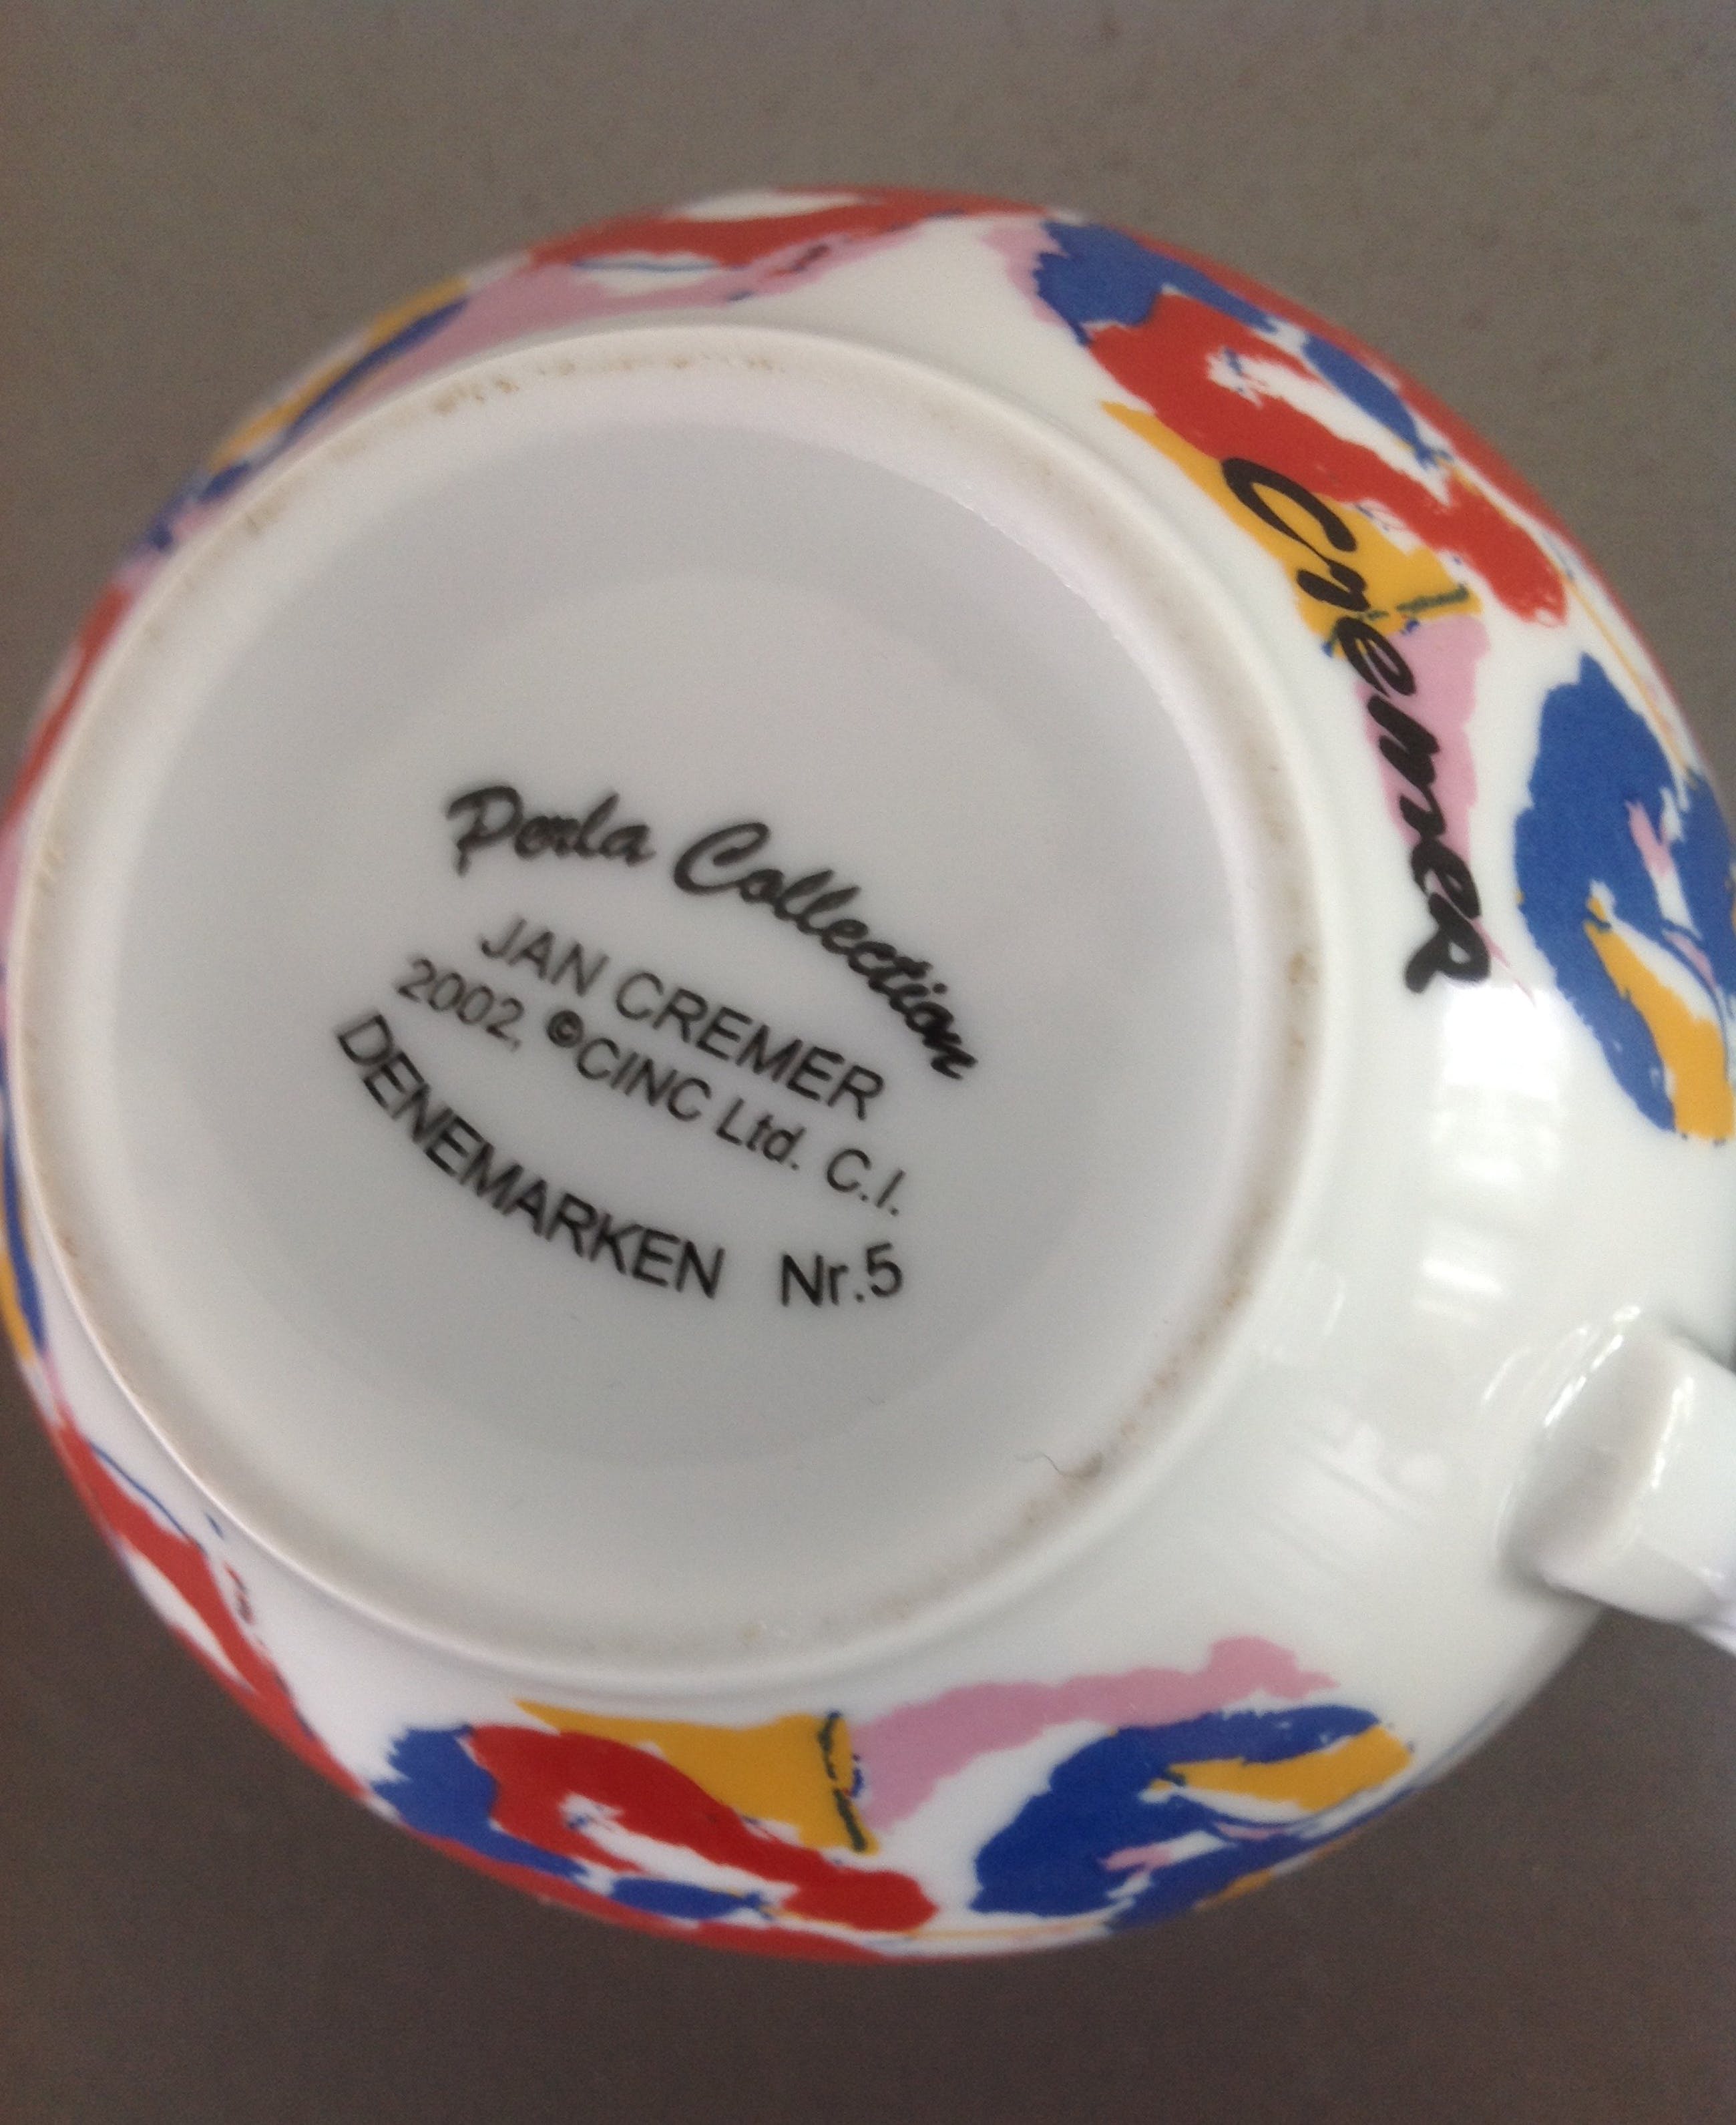 Perla Collection
JAN CREMER
2002, ©CINC Ltd. C.I.
DENEMARKEN Nr.5
Cremer